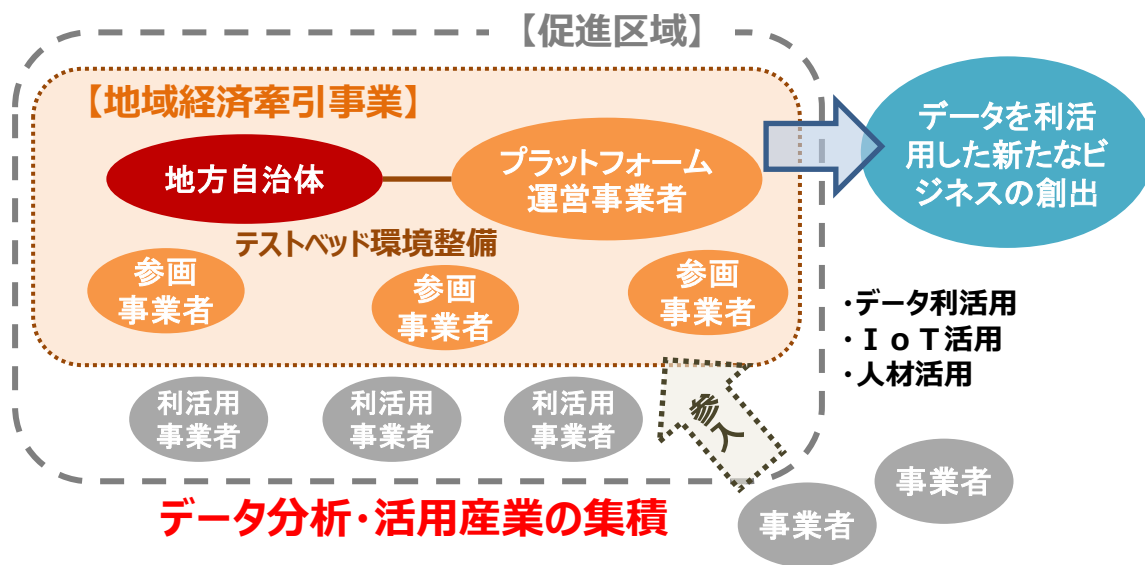 【促進区域】
【地域経済牽引事業】
地方自治体
プラットフォーム
運営事業者
データを利活
用した新たなビ
ジネスの創出
テストベッド環境整備
参画
事業者
参画
事業者
参画
事業者
・データ利活用
・ＩｏＴ活用
・人材活用
利活用
事業者
利活用
事業者
利活用
事業者
参入
事業者
事業者
データ分析・活用産業の集積